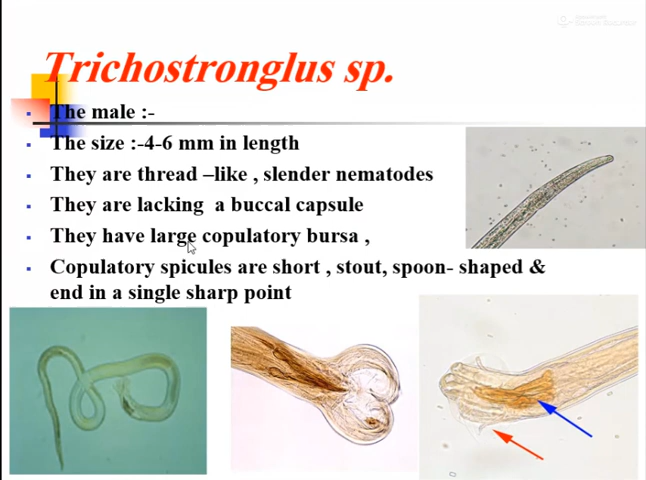 Trichostronglus sp.
The male :-
The size :-4-6 mm in length
They are thread –like , slender nematodes
They are lacking a buccal capsule
They have large copulatory bursa ,
Copulatory spicules are short , stout, spoon- shaped &
end in a single sharp point